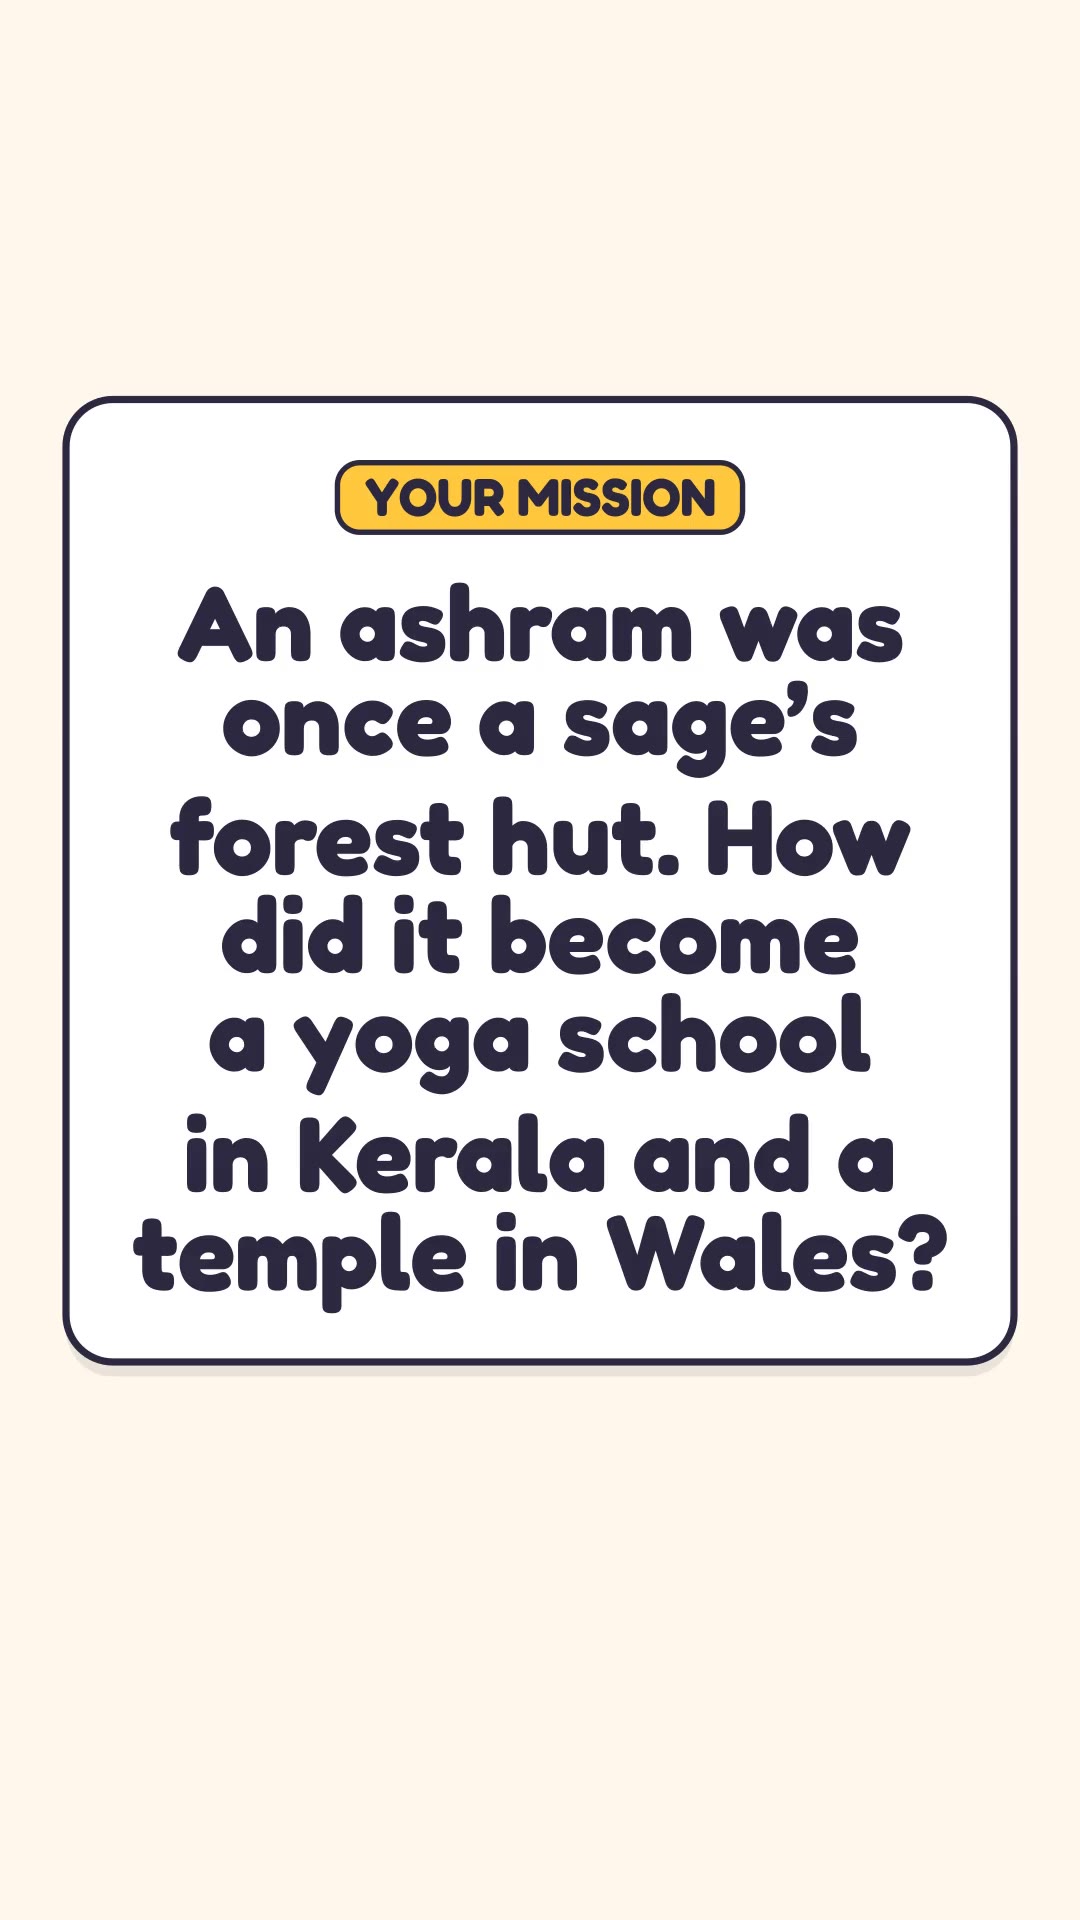 YOUR MISSION
An ashram was
once a sage’s
forest hut. How
did it become
a yoga school
in Kerala and a
temple in Wales?